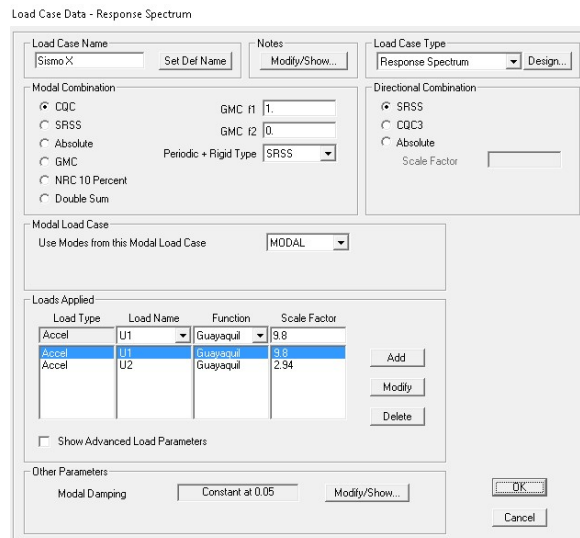 Load Case Data - Response Spectrum
Load Case Name
Sismo X
Set Def Name
Notes
Modify/Show...
Load Case Type
Response Spectrum
Design...
Modal Combination
CQC
SRSS
Absolute
GMC
NRC 10 Percent
Double Sum
GMC f1 1.
GMC f2 0.
Periodic + Rigid Type SRSS
Directional Combination
SRSS
CQC3
Absolute
Scale Factor
Modal Load Case
Use Modes from this Modal Load Case MODAL
Loads Applied
Load Type Load Name Function Scale Factor
Accel U1 Guayaquil 9.8
Accel U1 Guayaquil 9.8
Accel U2 Guayaquil 2.94
Add
Modify
Delete
Show Advanced Load Parameters
Other Parameters
Modal Damping Constant at 0.05 Modify/Show...
OK
Cancel